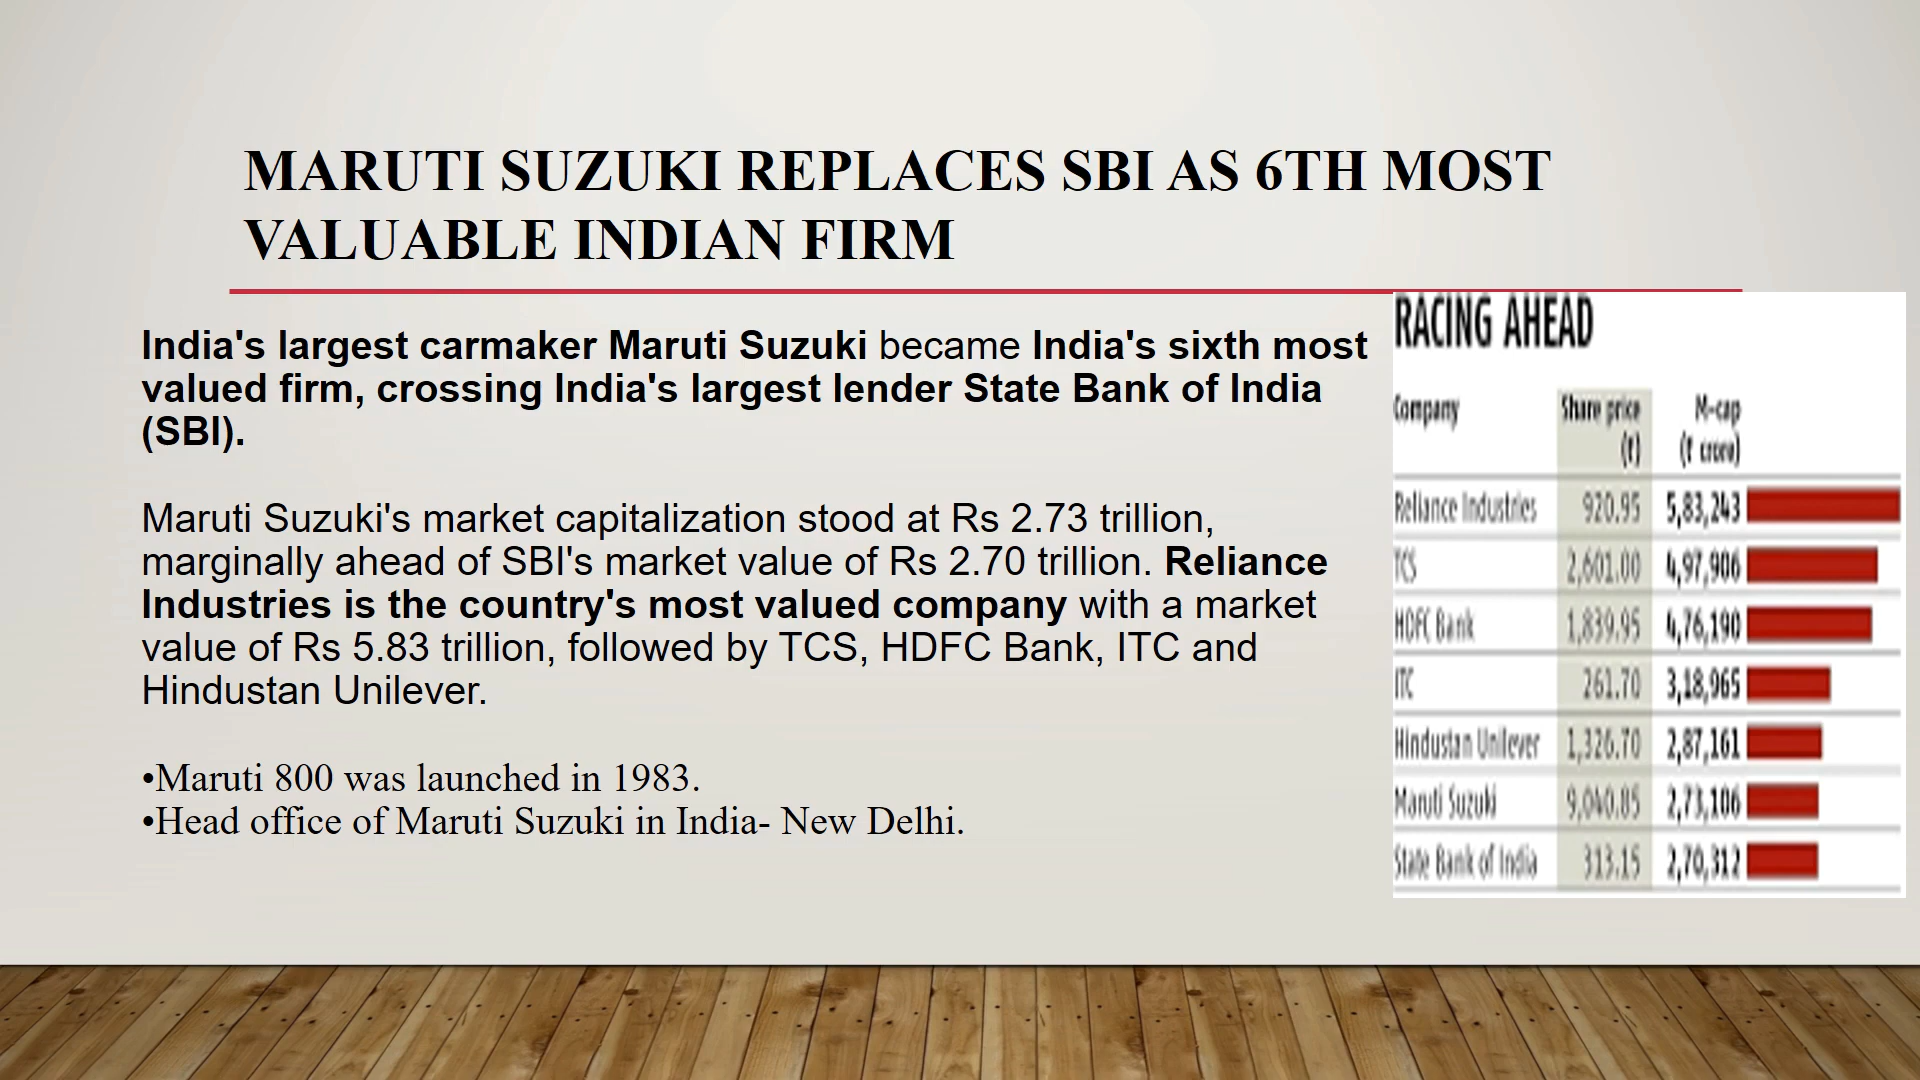 MARUTI SUZUKI REPLACES SBI AS 6TH MOST
VALUABLE INDIAN FIRM
India's largest carmaker Maruti Suzuki became India's sixth most
valued firm, crossing India's largest lender State Bank of India
(SBI).
Maruti Suzuki's market capitalization stood at Rs 2.73 trillion,
marginally ahead of SBI's market value of Rs 2.70 trillion. Reliance
Industries is the country's most valued company with a market
value of Rs 5.83 trillion, followed by TCS, HDFC Bank, ITC and
Hindustan Unilever.
•Maruti 800 was launched in 1983.
•Head office of Maruti Suzuki in India- New Delhi.
RACING AHEAD
Company Share price M-cap
(₹) (₹ crore)
Reliance Industries 920.95 5,83,243
TCS 2,601.00 4,97,906
HDFC Bank 1,839.95 4,76,190
ITC 261.70 3,18,965
Hindustan Unilever 1,326.70 2,87,161
Maruti Suzuki 9,040.85 2,73,106
State Bank of India 313.15 2,70,312